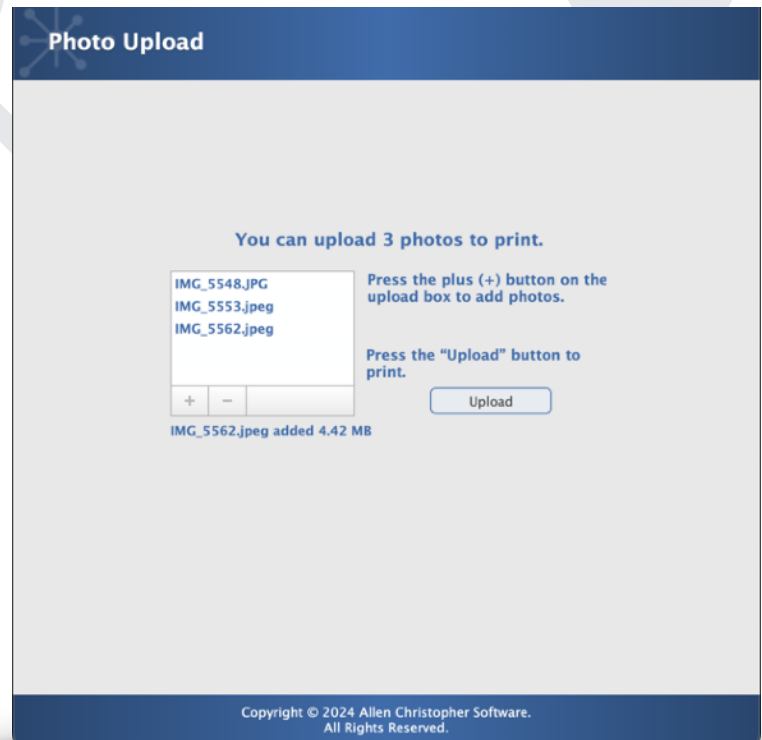 Photo Upload
You can upload 3 photos to print.
IMG_5548.JPG
IMG_5553.jpeg
IMG_5562.jpeg
Press the plus (+) button on the
upload box to add photos.
Press the “Upload” button to
print.
+ −
Upload
IMG_5562.jpeg added 4.42 MB
Copyright © 2024 Allen Christopher Software.
All Rights Reserved.